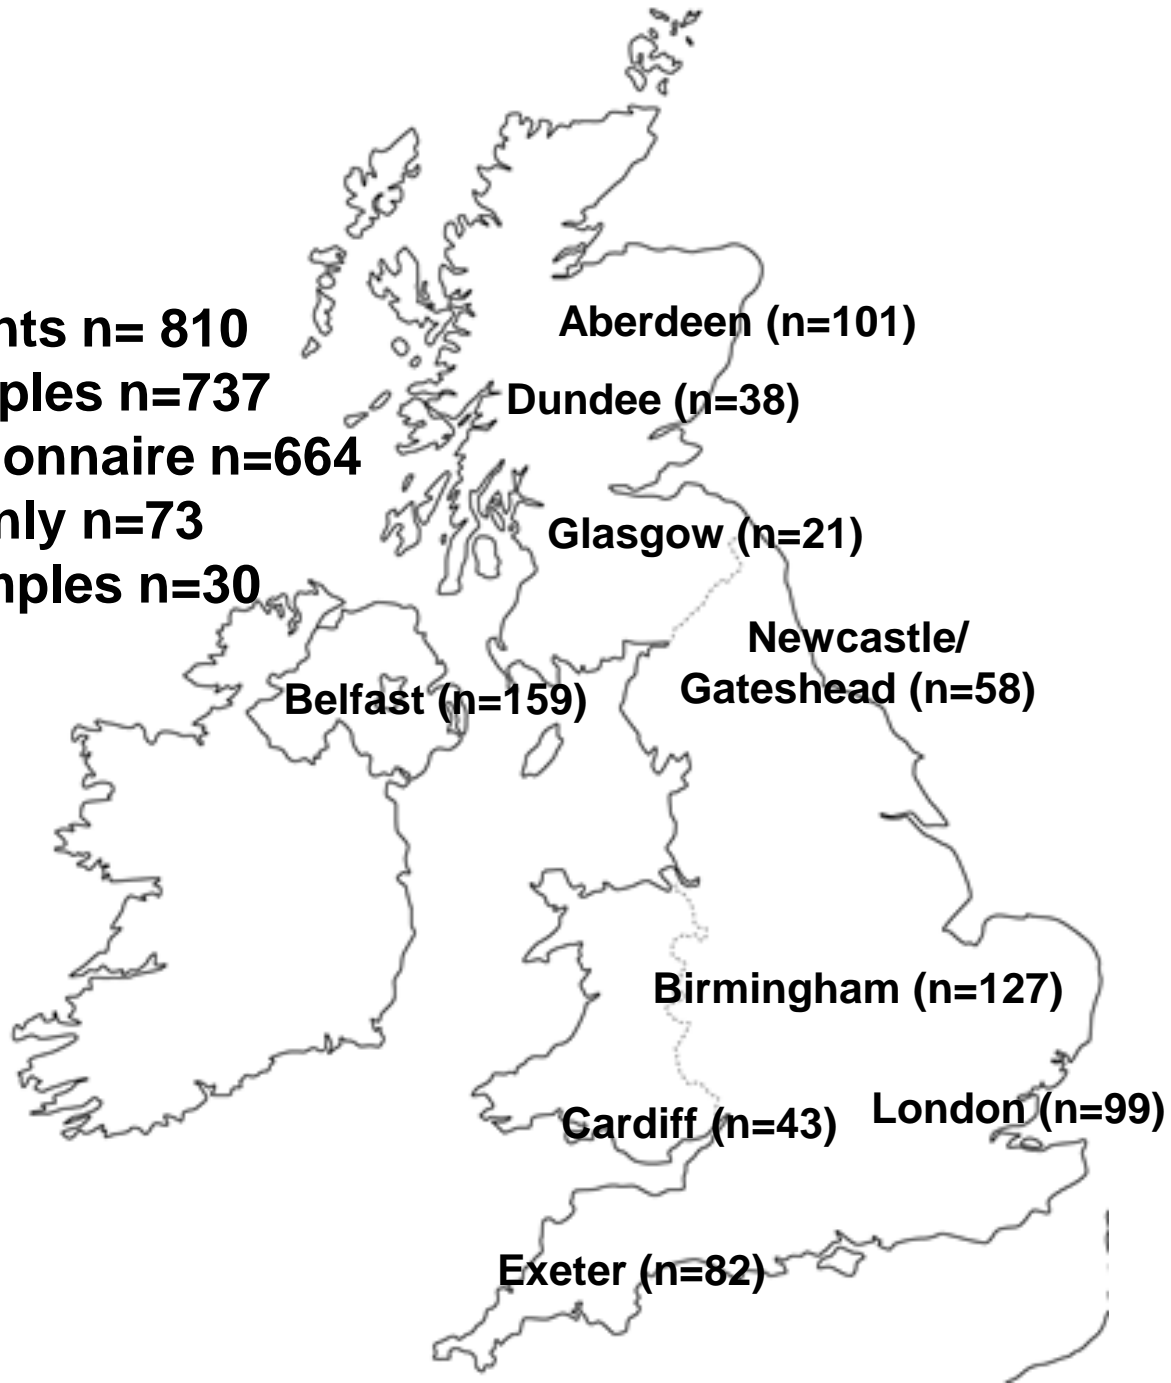 nts n= 810
ples n=737
onnaire n=664
nly n=73
nples n=30
Aberdeen (n=101)
Dundee (n=38)
Glasgow (n=21)
Newcastle/
Gateshead (n=58)
Belfast (n=159)
Birmingham (n=127)
Cardiff (n=43)
London (n=99)
Exeter (n=82)